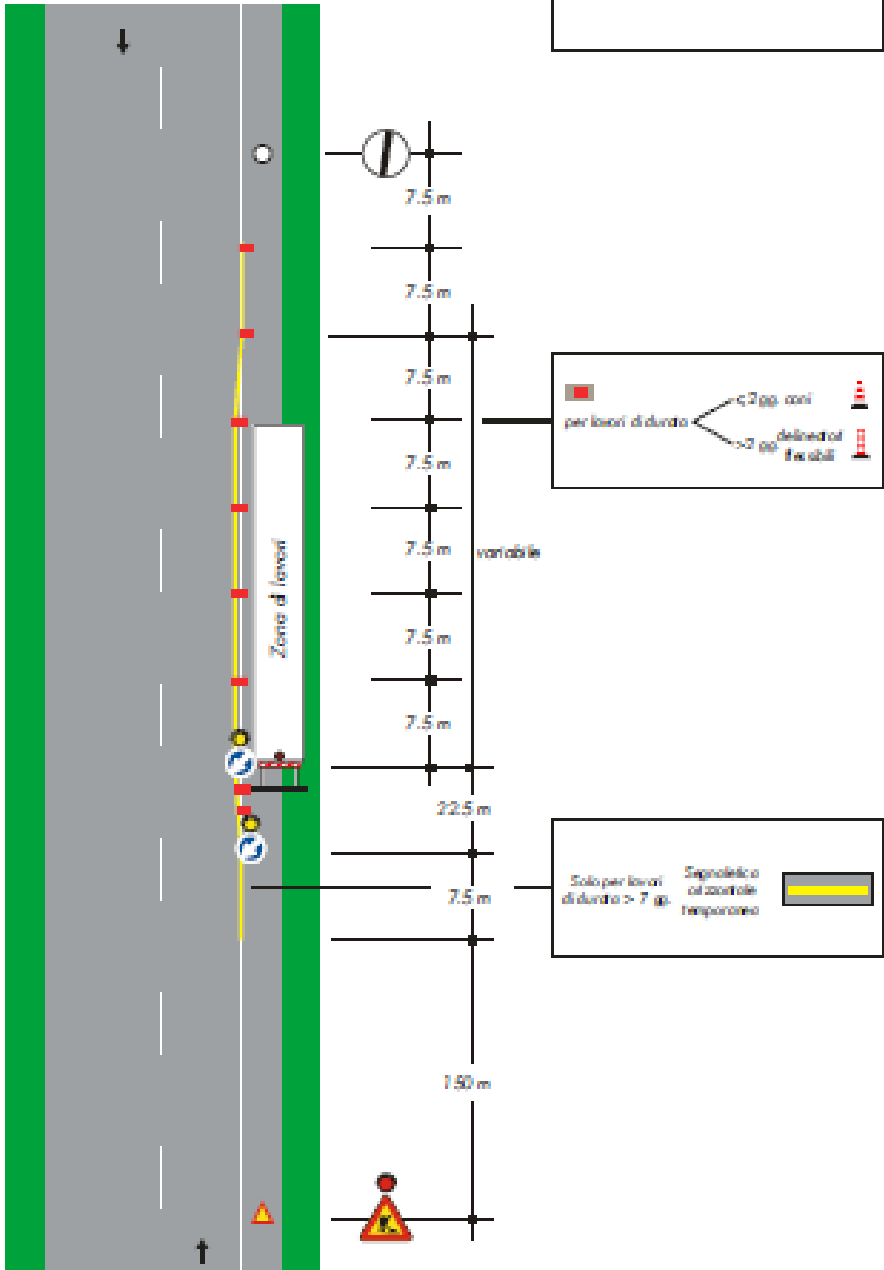 7.5 m
7.5 m
7.5 m
7.5 m
7.5 m
7.5 m
7.5 m
variabile
22.5 m
7.5 m
150 m
Zona di lavori
per lavori di durata
< 2 gg. coni
>2 gg. delineatori
flessibili
Solo per lavori
di durata > 7 gg.
Segnaletica
orizzontale
temporanea